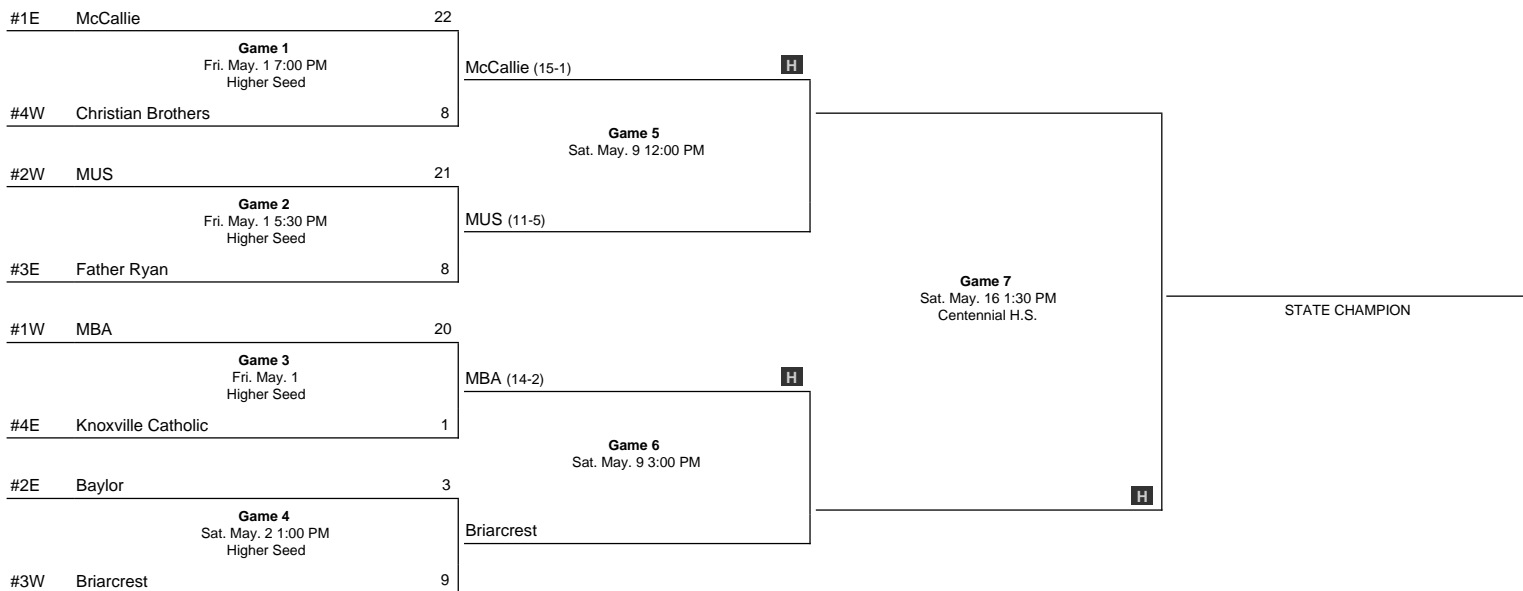 #1E McCallie 22
Game 1
Fri. May. 1 7:00 PM
Higher Seed
#4W Christian Brothers 8
McCallie (15-1) H
Game 5
Sat. May. 9 12:00 PM
MUS (11-5)
#2W MUS 21
Game 2
Fri. May. 1 5:30 PM
Higher Seed
#3E Father Ryan 8
#1W MBA 20
Game 3
Fri. May. 1
Higher Seed
#4E Knoxville Catholic 1
MBA (14-2) H
Game 6
Sat. May. 9 3:00 PM
Briarcrest
#2E Baylor 3
Game 4
Sat. May. 2 1:00 PM
Higher Seed
#3W Briarcrest 9
Game 7
Sat. May. 16 1:30 PM
Centennial H.S.
H
STATE CHAMPION